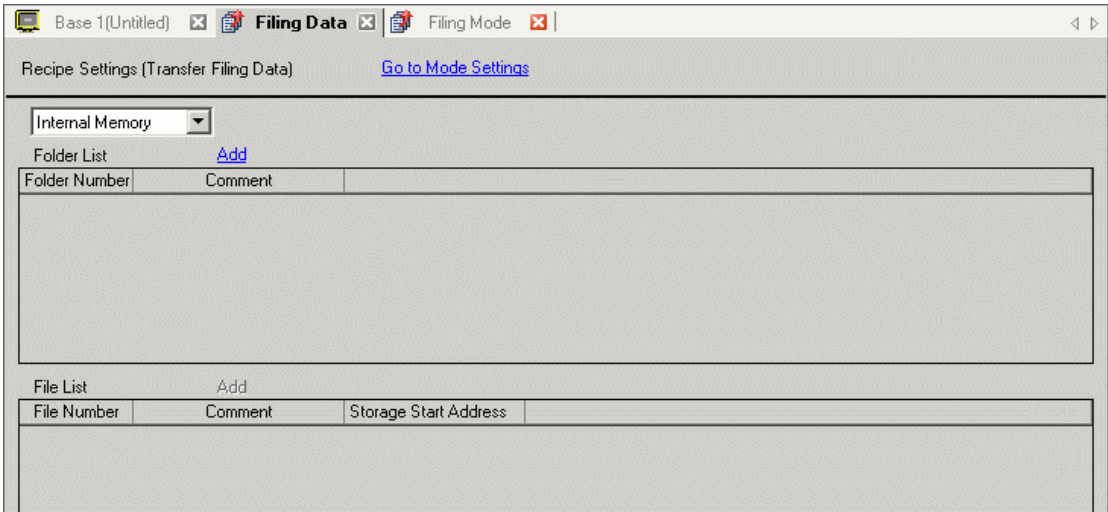 Base 1(Untitled) Filing Data Filing Mode
Recipe Settings (Transfer Filing Data) Go to Mode Settings
Internal Memory
Folder List Add
Folder Number Comment
File List Add
File Number Comment Storage Start Address